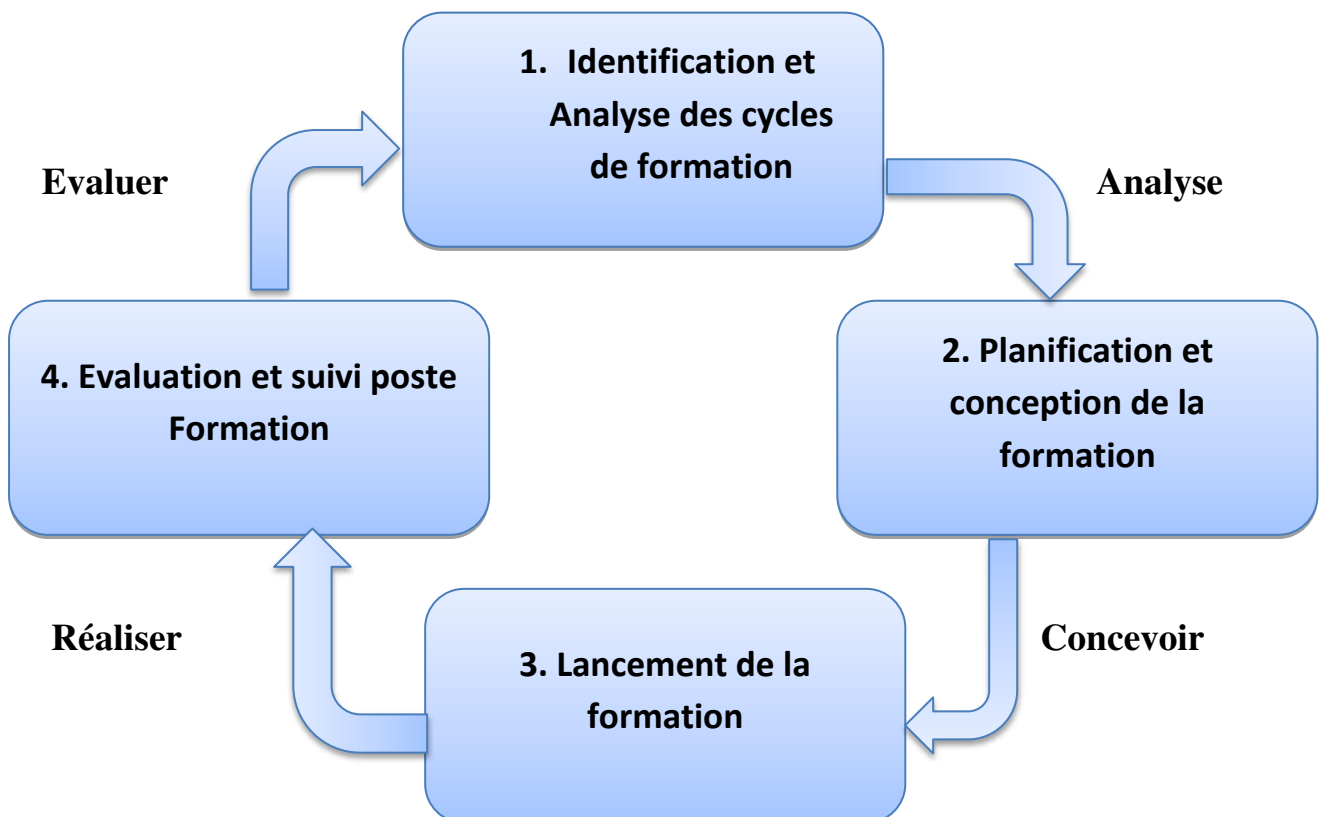 1. Identification et
Analyse des cycles
de formation
Evaluer
Analyse
2. Planification et
conception de la
formation
4. Evaluation et suivi poste
Formation
Réaliser
Concevoir
3. Lancement de la
formation